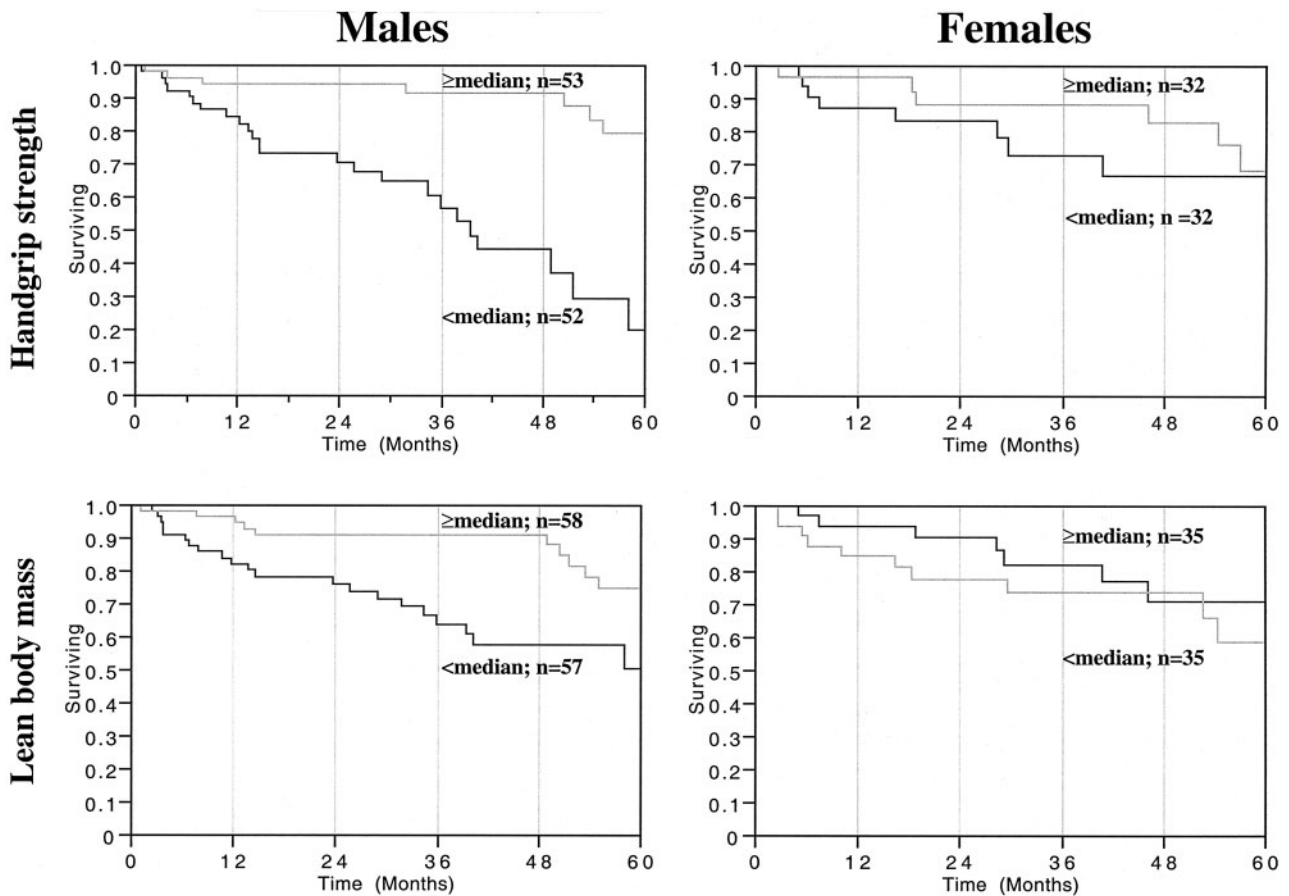 Males
Females
Handgrip strength
Surviving
1.0
0.9
0.8
0.7
0.6
0.5
0.4
0.3
0.2
0.1
0
≥median; n=53
<median; n=52
0 12 24 36 48 60
Time (Months)
Surviving
1.0
0.9
0.8
0.7
0.6
0.5
0.4
0.3
0.2
0.1
0
≥median; n=32
<median; n =32
0 12 24 36 48 60
Time (Months)
Lean body mass
Surviving
1.0
0.9
0.8
0.7
0.6
0.5
0.4
0.3
0.2
0.1
0
≥median; n=58
<median; n=57
0 12 24 36 48 60
Time (Months)
Surviving
1.0
0.9
0.8
0.7
0.6
0.5
0.4
0.3
0.2
0.1
0
≥median; n=35
<median; n=35
0 12 24 36 48 60
Time (Months)